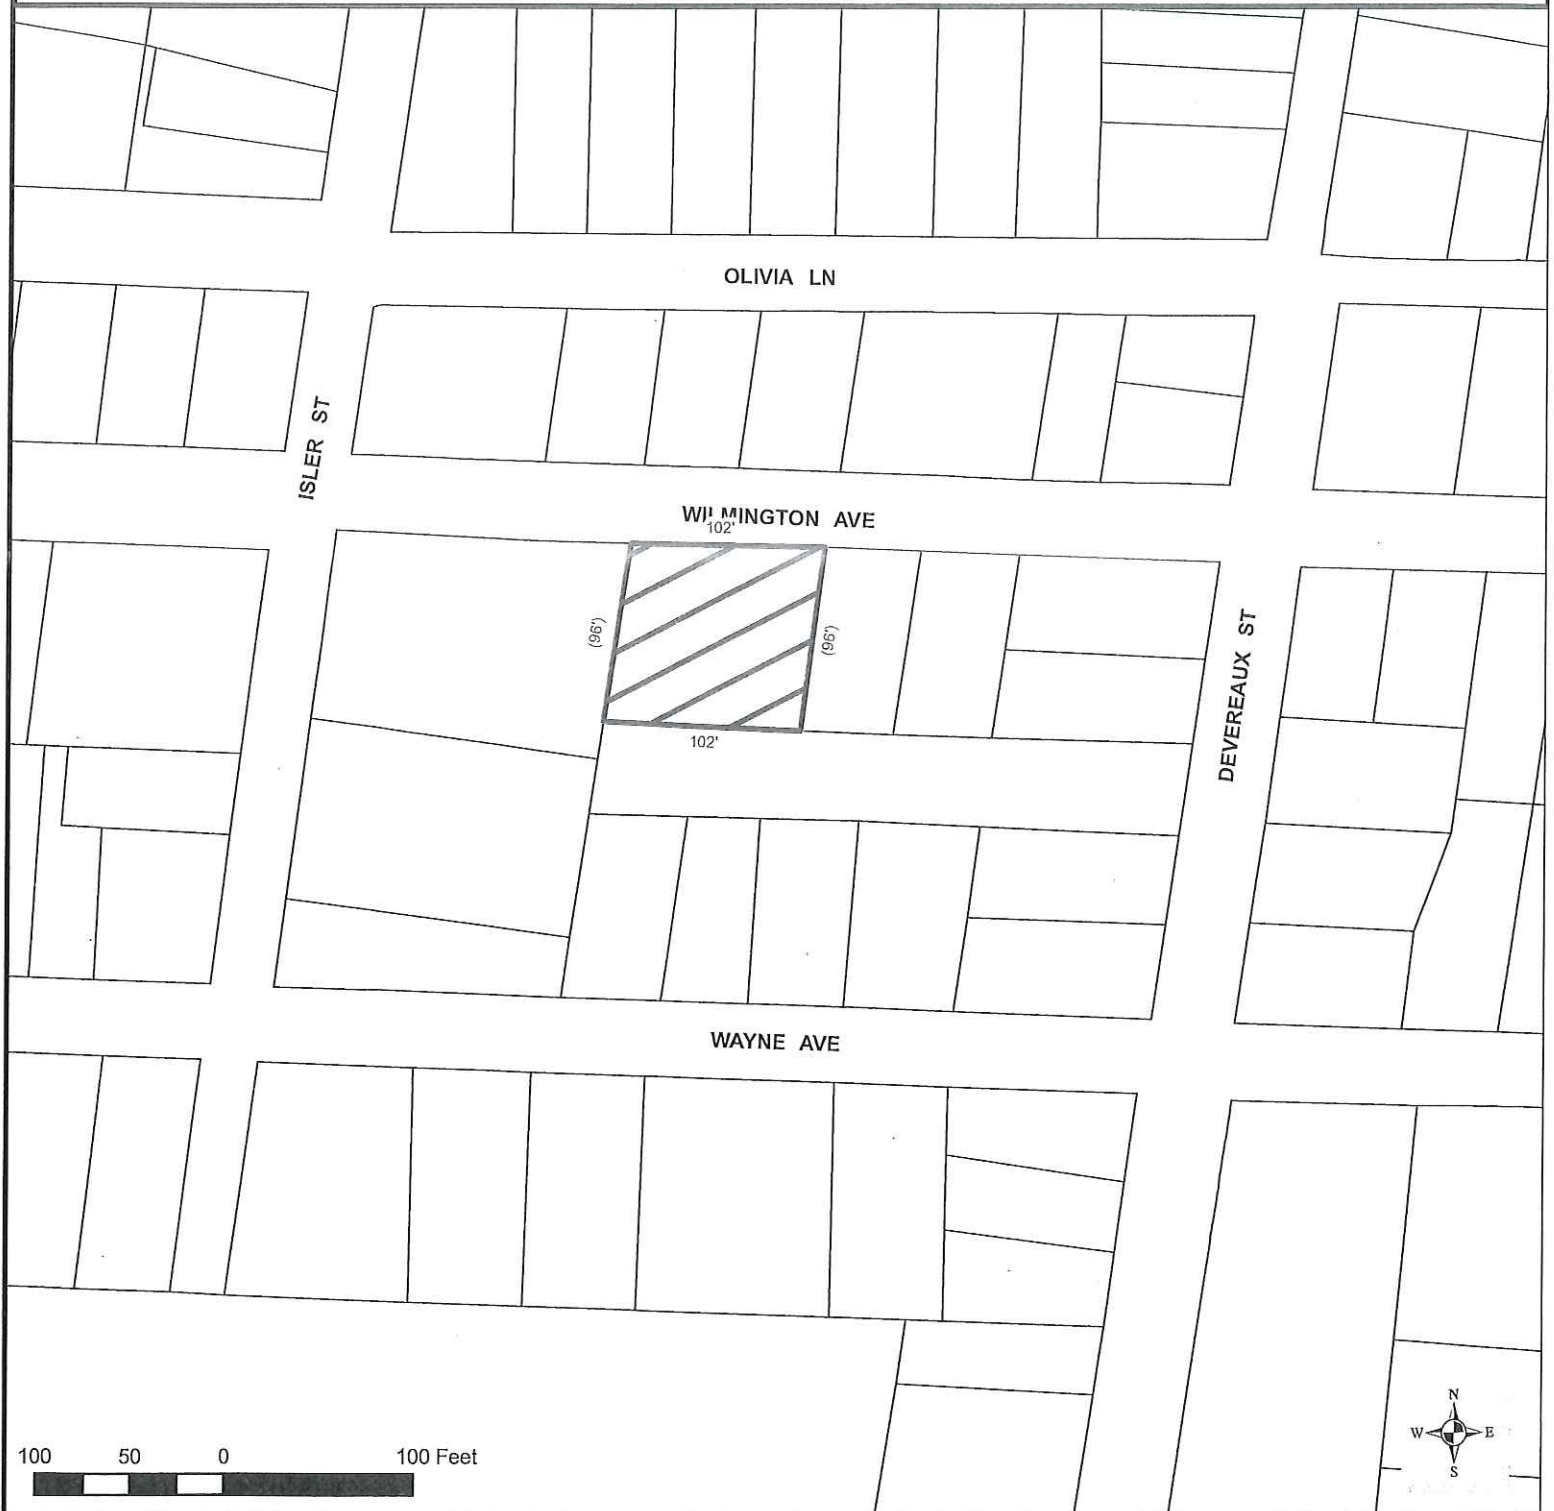 OLIVIA LN
ISLER ST
WILMINGTON AVE
102'
(96')
(96')
DEVEREAUX ST
102'
WAYNE AVE
N
W E
S
100 50 0 100 Feet